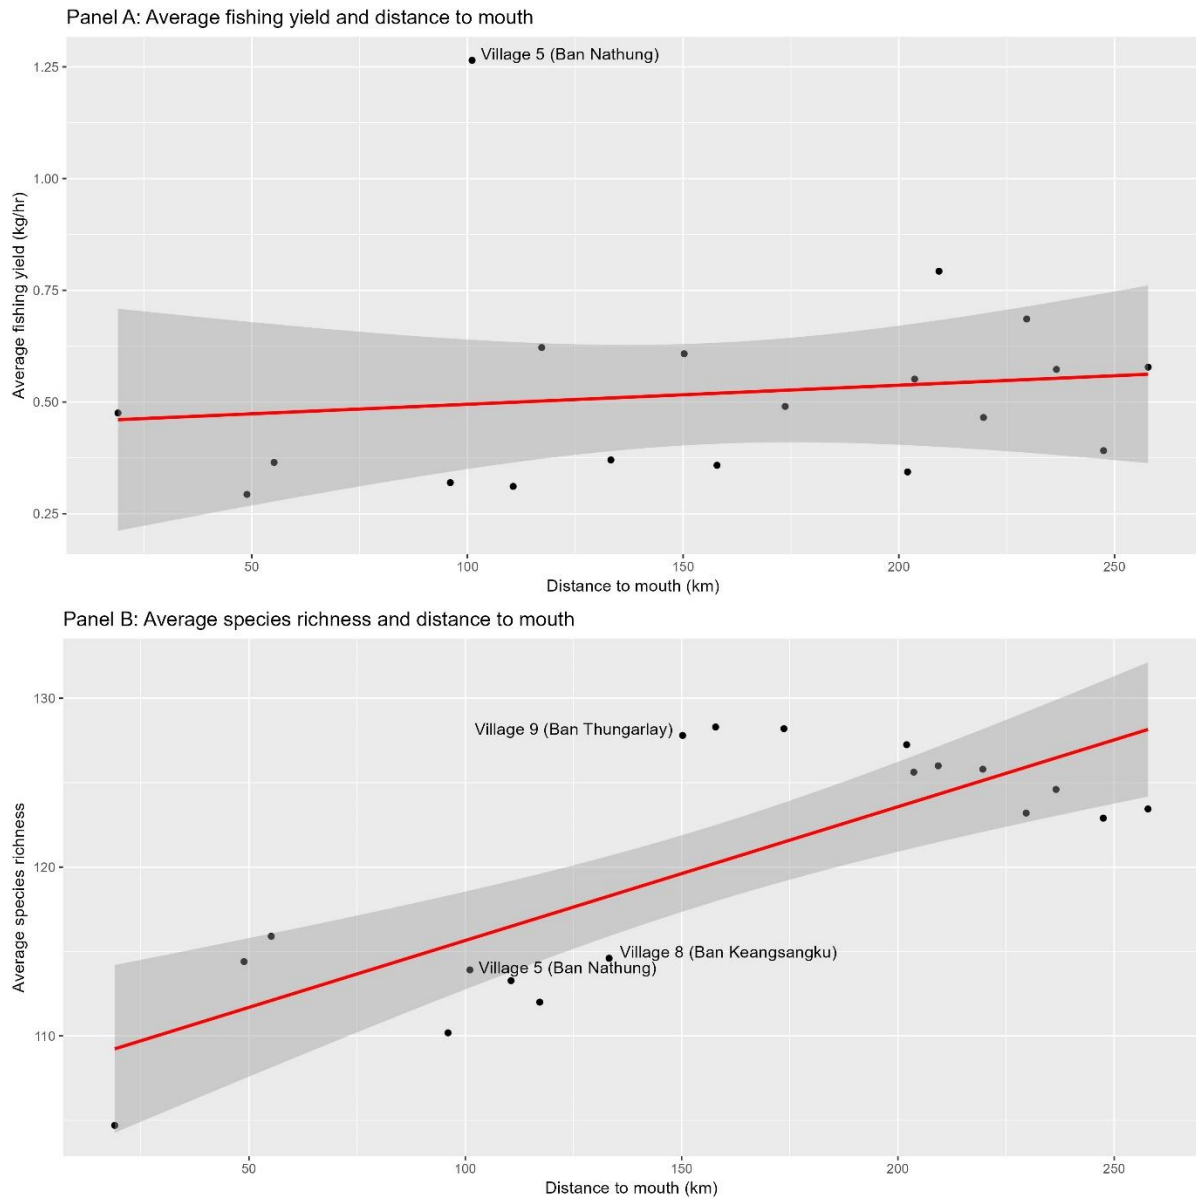 Panel A: Average fishing yield and distance to mouth
Village 5 (Ban Nathung)
1.25
1.00
0.75
0.50
0.25
Average fishing yield (kg/hr)
50 100 150 200 250
Distance to mouth (km)
Panel B: Average species richness and distance to mouth
130
120
110
Average species richness
Village 9 (Ban Thungarlay)
Village 8 (Ban Keangsangku)
Village 5 (Ban Nathung)
50 100 150 200 250
Distance to mouth (km)